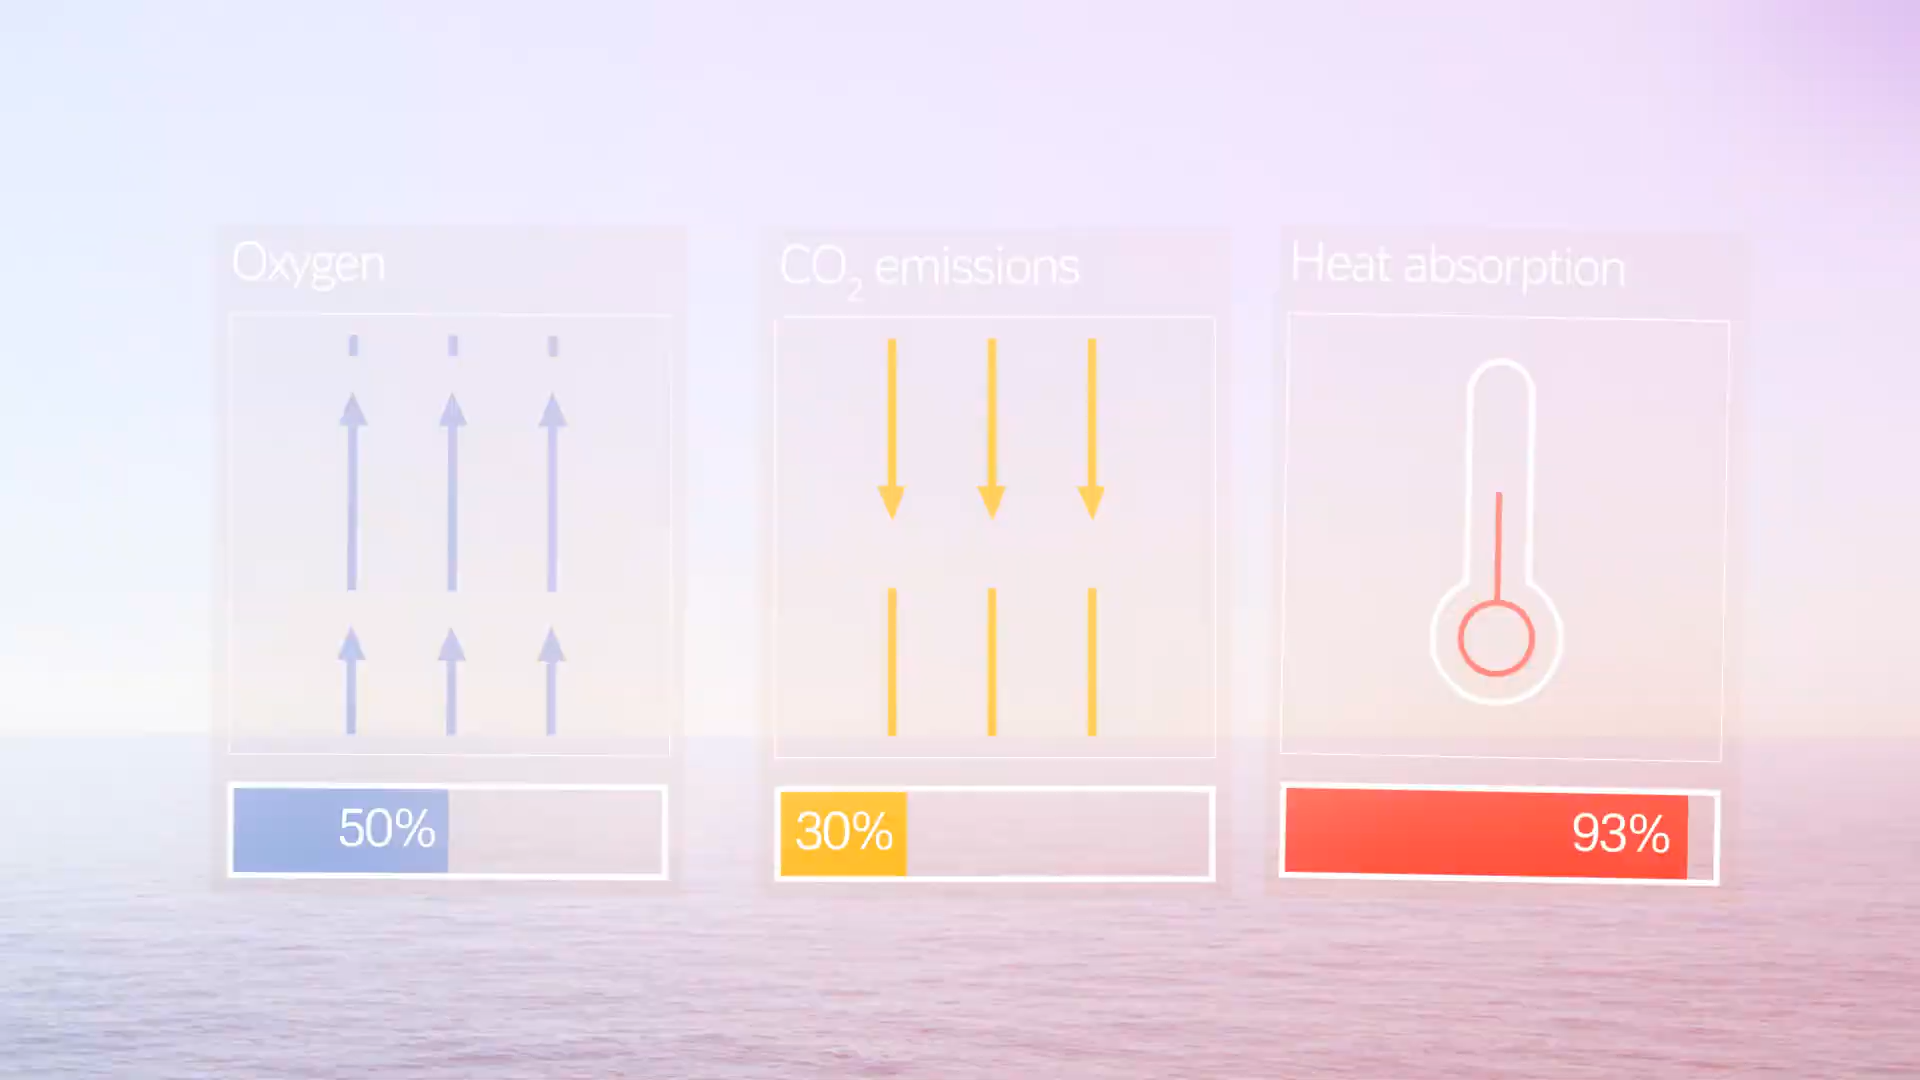 Oxygen
CO₂ emissions
Heat absorption
50%
30%
93%